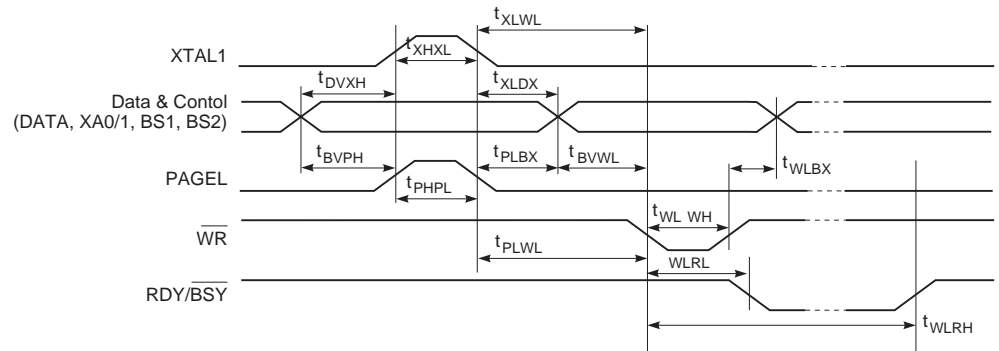 tXLWL
XTAL1
tXHXL
tDVXH
tXLDX
Data & Contol
(DATA, XA0/1, BS1, BS2)
tBVPH
tPLBX
tBVWL
tWLBX
PAGEL
tPHPL
tWL WH
WR
tPLWL
WLRL
RDY/BSY
tWLRH